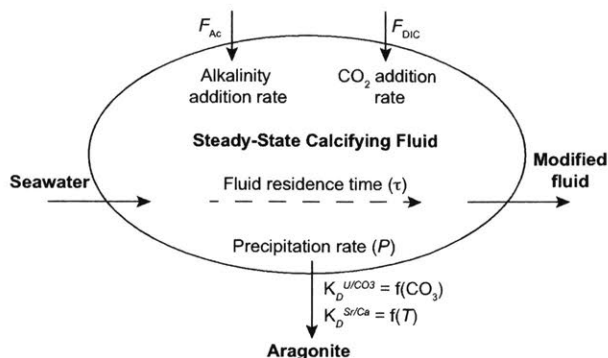 F_Ac
F_DIC
Alkalinity
addition rate
CO₂ addition
rate
Steady-State Calcifying Fluid
Seawater
Modified
fluid
Fluid residence time (τ)
Precipitation rate (P)
K_D^U/CO3 = f(CO₃)
K_D^Sr/Ca = f(T)
Aragonite